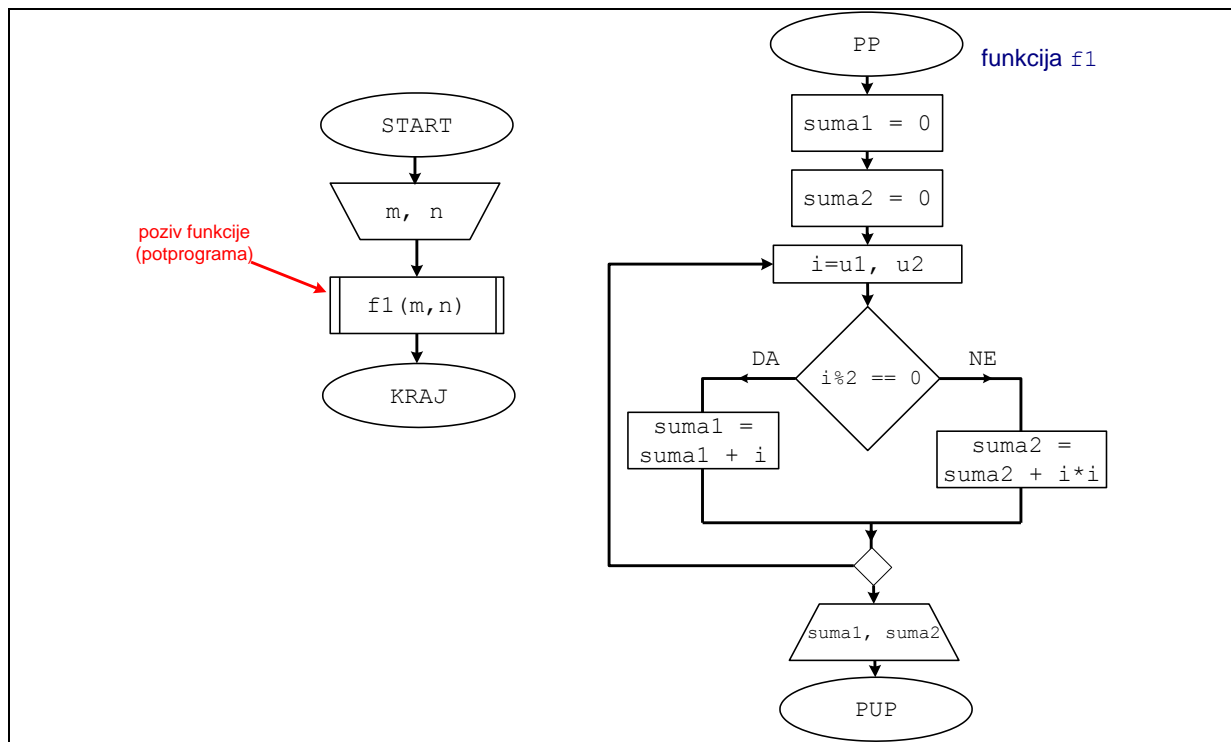 START
m, n
poziv funkcije
(potprograma)
f1(m,n)
KRAJ
PP
funkcija f1
suma1 = 0
suma2 = 0
i=u1, u2
DA
i%2 == 0
NE
suma1 =
suma1 + i
suma2 =
suma2 + i*i
suma1, suma2
PUP